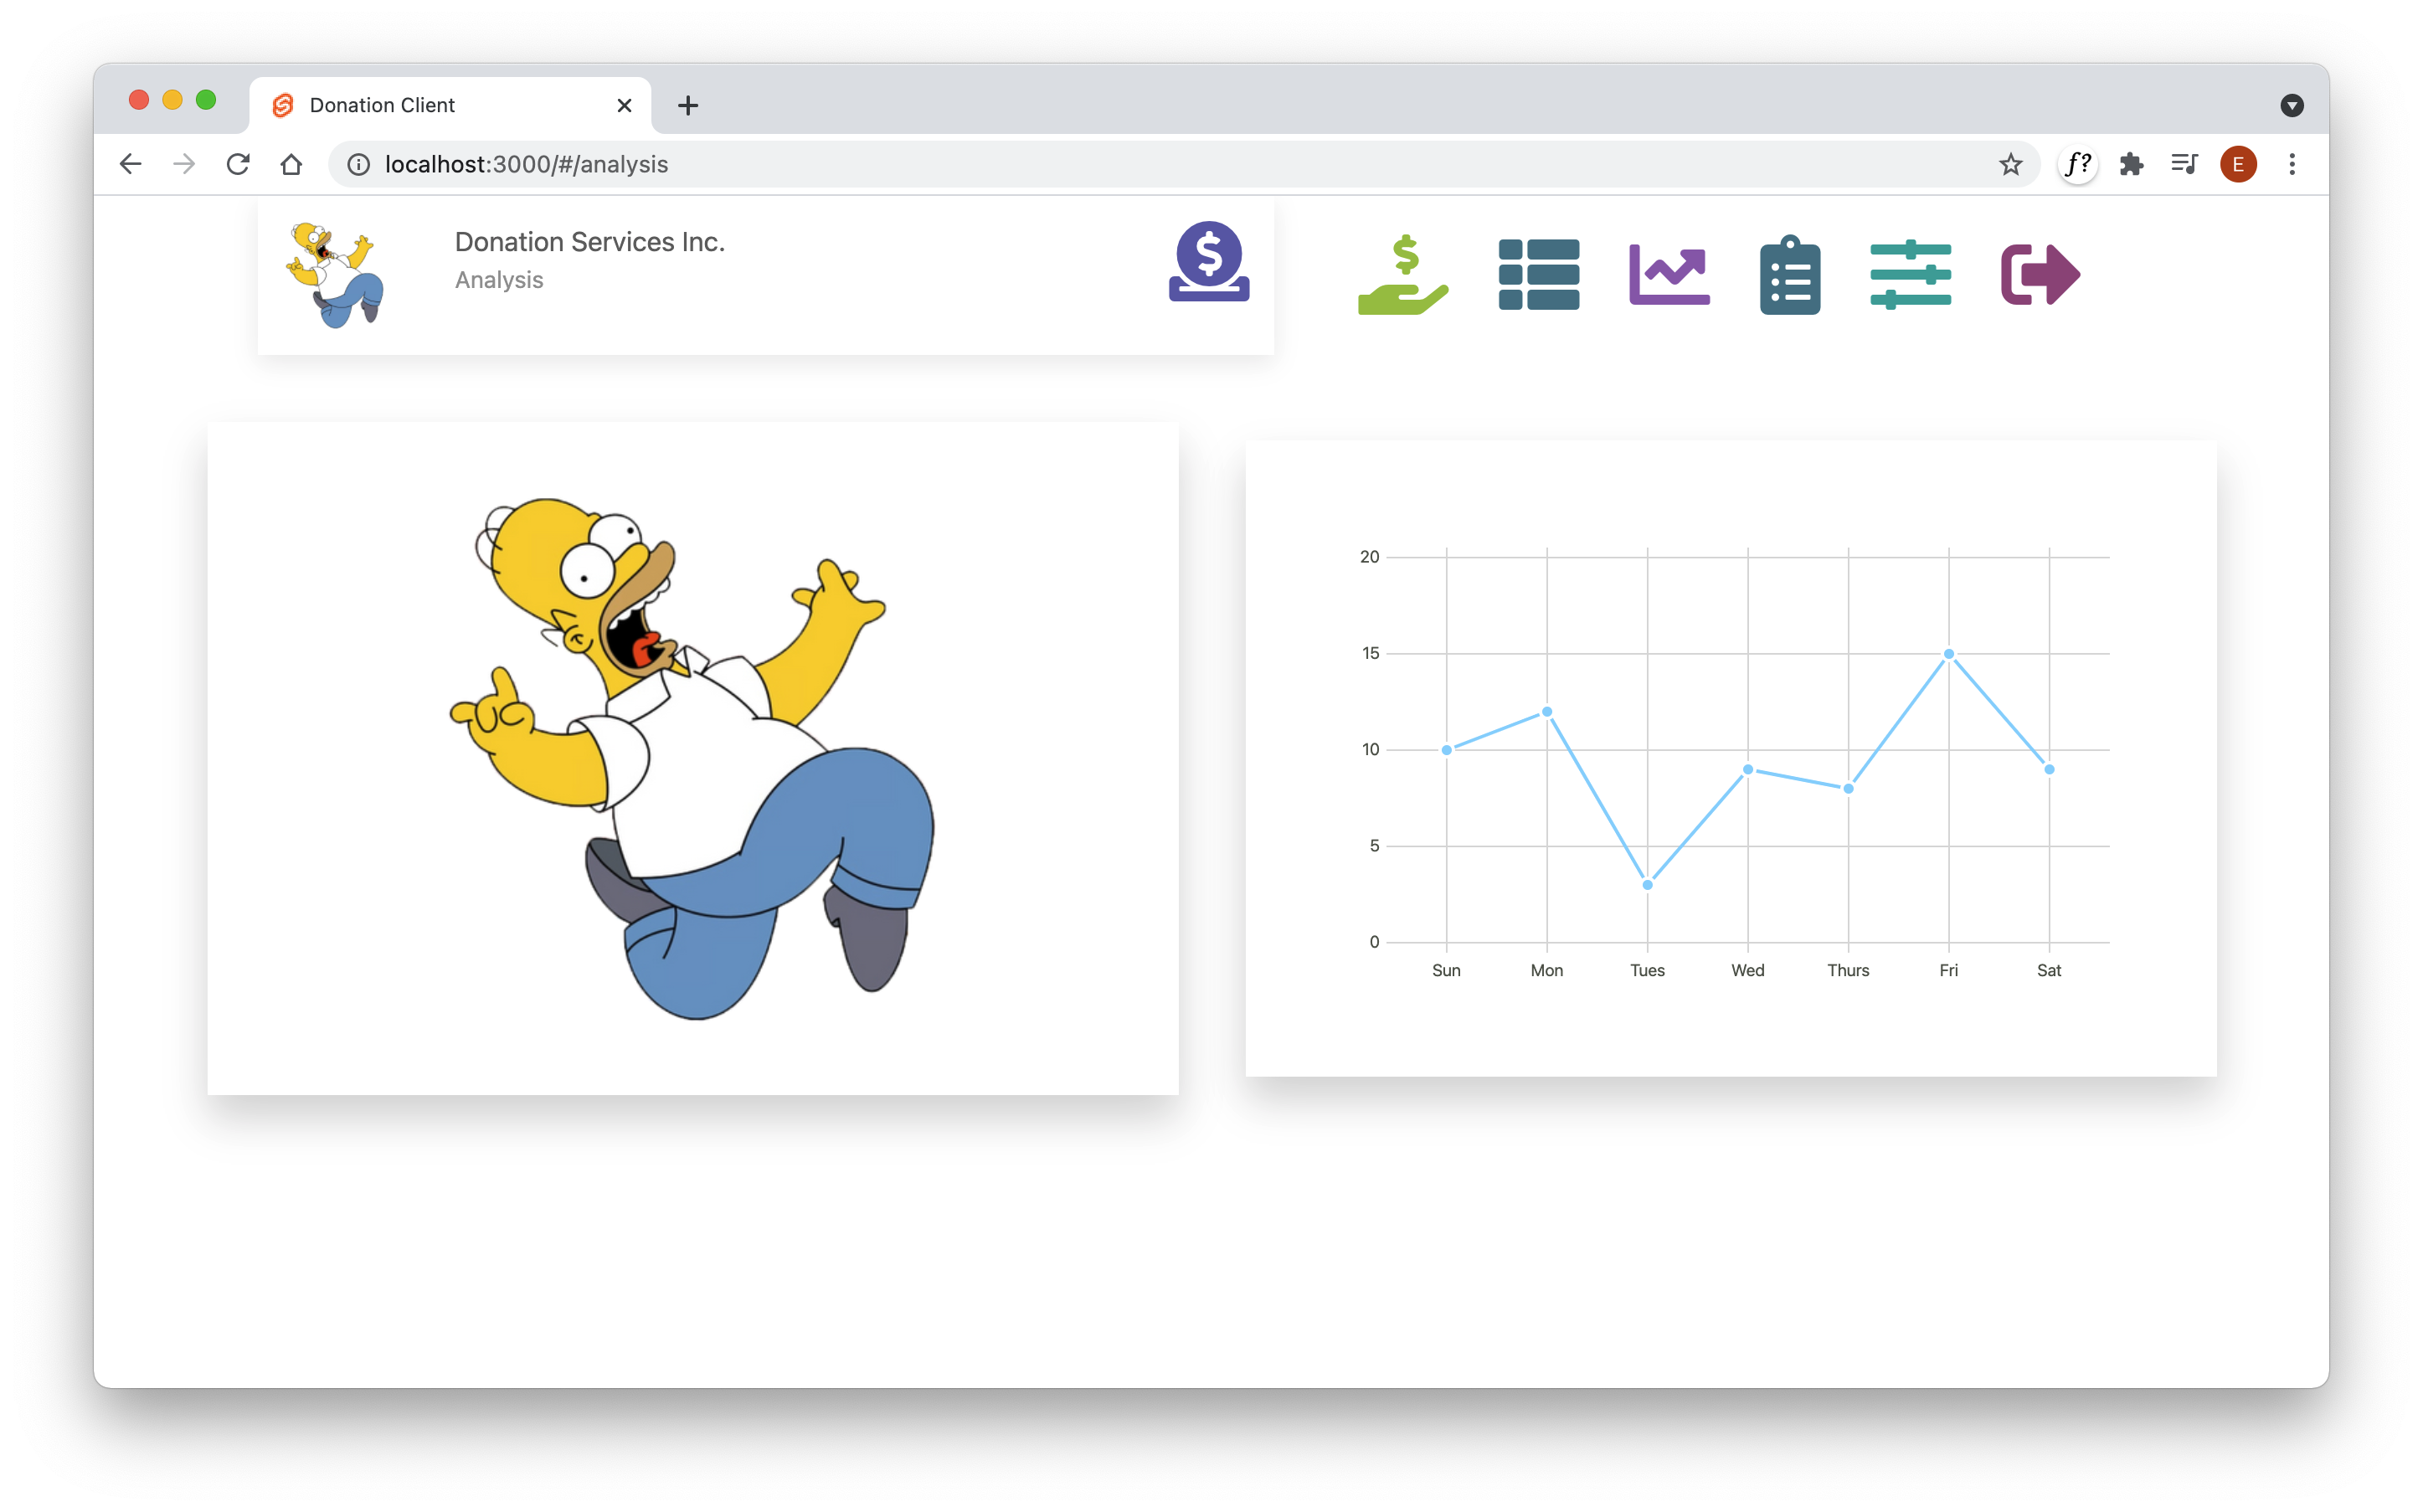 Donation Client
localhost:3000/#/analysis
f?
E
Donation Services Inc.
Analysis
$
$
20
15
10
5
0
Sun Mon Tues Wed Thurs Fri Sat